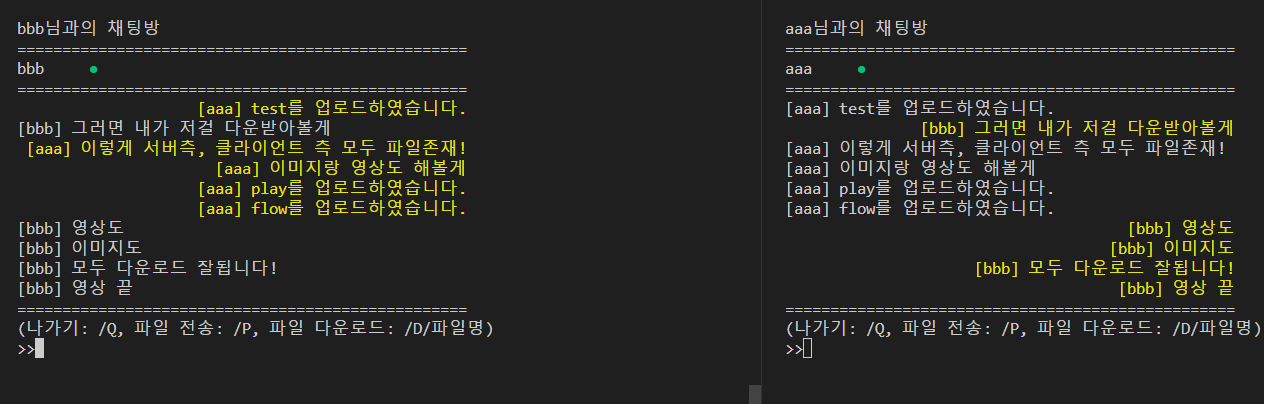 bbb님과의 채팅방
==================================================
bbb ●
==================================================
[aaa] test를 업로드하였습니다.
[bbb] 그러면 내가 저걸 다운받아볼게
[aaa] 이렇게 서버측, 클라이언트 측 모두 파일존재!
[aaa] 이미지랑 영상도 해볼게
[aaa] play를 업로드하였습니다.
[aaa] flow를 업로드하였습니다.
[bbb] 영상도
[bbb] 이미지도
[bbb] 모두 다운로드 잘됩니다!
[bbb] 영상 끝
==================================================
(나가기: /Q, 파일 전송: /P, 파일 다운로드: /D/파일명)
>>
aaa님과의 채팅방
==================================================
aaa ●
==================================================
[aaa] test를 업로드하였습니다.
[bbb] 그러면 내가 저걸 다운받아볼게
[aaa] 이렇게 서버측, 클라이언트 측 모두 파일존재!
[aaa] 이미지랑 영상도 해볼게
[aaa] play를 업로드하였습니다.
[aaa] flow를 업로드하였습니다.
[bbb] 영상도
[bbb] 이미지도
[bbb] 모두 다운로드 잘됩니다!
[bbb] 영상 끝
==================================================
(나가기: /Q, 파일 전송: /P, 파일 다운로드: /D/파일명)
>>